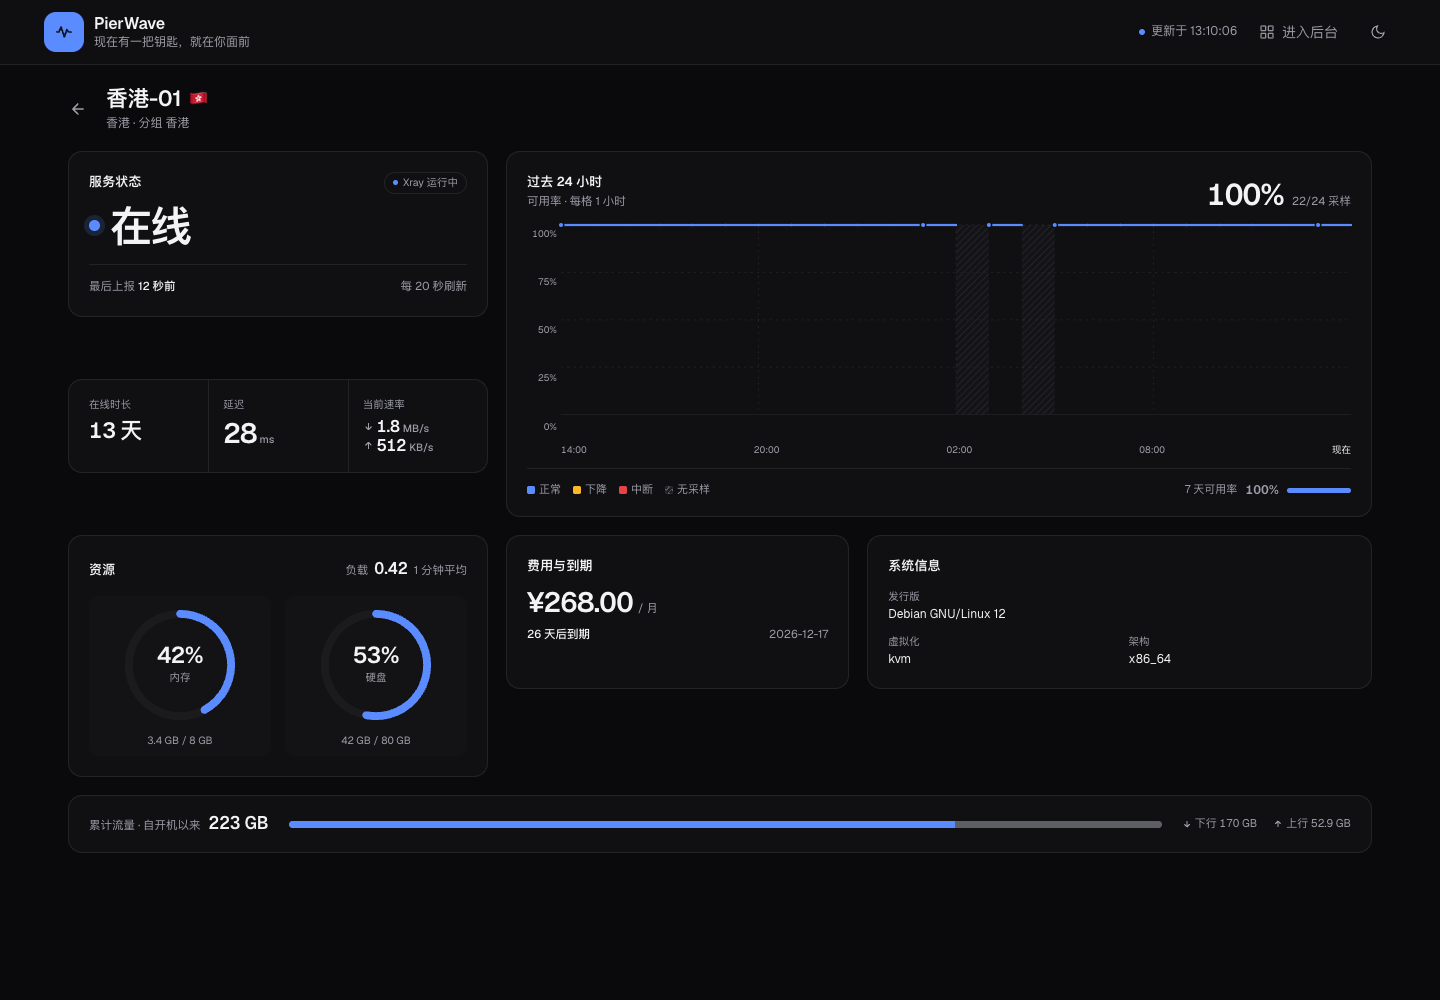 PierWave
现在有一把钥匙，就在你面前
更新于 13:10:06
进入后台
香港-01
香港 · 分组 香港
服务状态
Xray 运行中
在线
最后上报 12 秒前
每 20 秒刷新
过去 24 小时
可用率 · 每格 1 小时
100% 22/24 采样
100%
75%
50%
25%
0%
14:00
20:00
02:00
08:00
现在
正常
下降
中断
无采样
7 天可用率 100%
在线时长
13 天
延迟
28 ms
当前速率
↓ 1.8 MB/s
↑ 512 KB/s
资源
负载 0.42 1 分钟平均
42%
内存
3.4 GB / 8 GB
53%
硬盘
42 GB / 80 GB
费用与到期
¥268.00 / 月
26 天后到期
2026-12-17
系统信息
发行版
Debian GNU/Linux 12
虚拟化
kvm
架构
x86_64
累计流量 · 自开机以来 223 GB
↓ 下行 170 GB
↑ 上行 52.9 GB